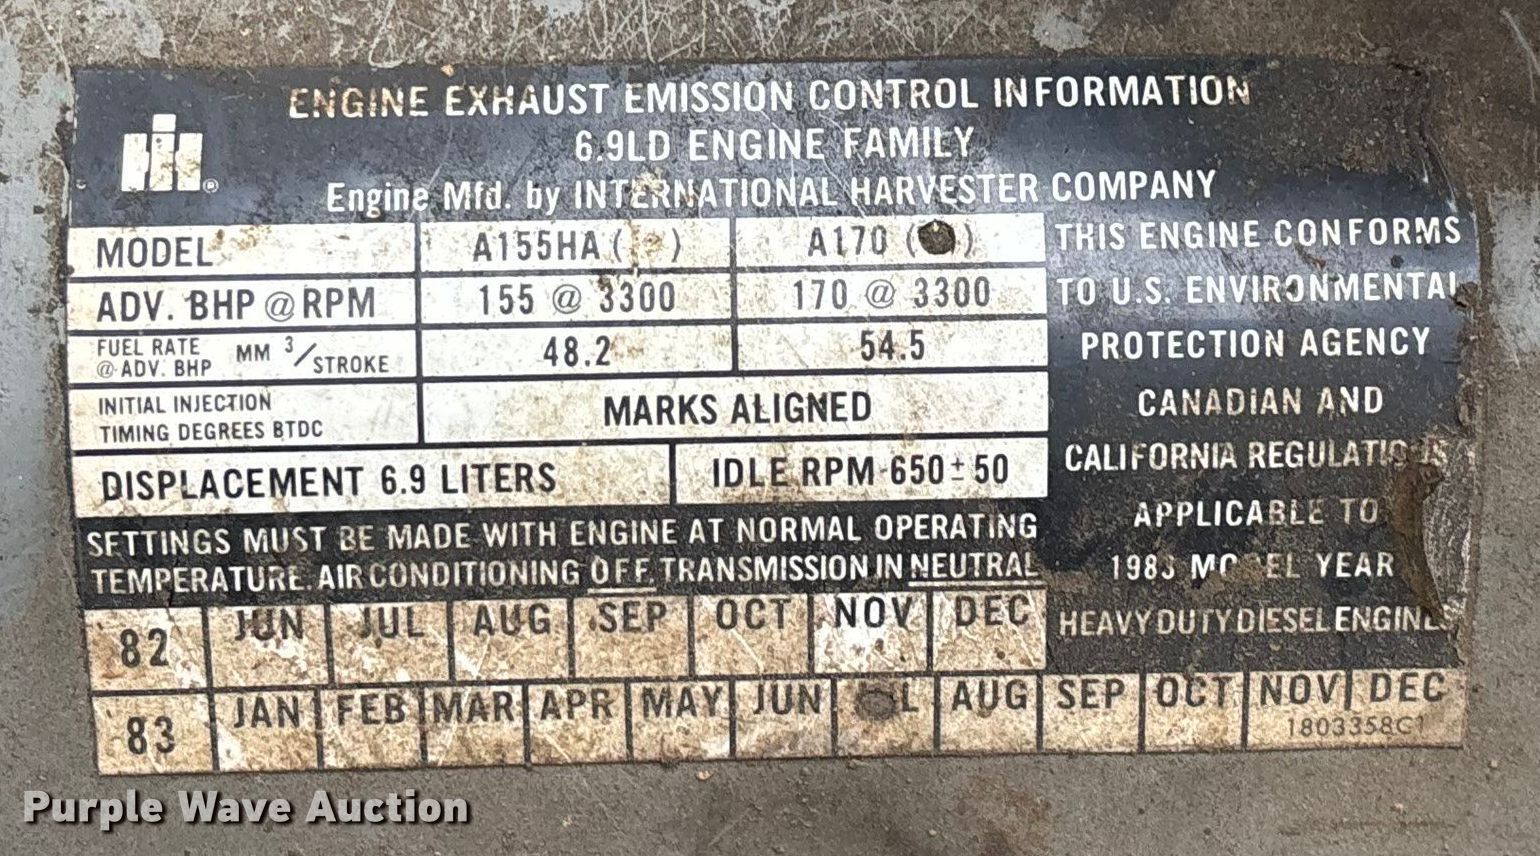 ENGINE EXHAUST EMISSION CONTROL INFORMATION
6.9LD ENGINE FAMILY
Engine Mfd. by INTERNATIONAL HARVESTER COMPANY
®
MODEL A155HA ( ) A170 ( )
ADV. BHP @ RPM 155 @ 3300 170 @ 3300
FUEL RATE @ ADV. BHP MM 3/STROKE 48.2 54.5
INITIAL INJECTION
TIMING DEGREES BTDC
MARKS ALIGNED
DISPLACEMENT 6.9 LITERS IDLE RPM-650 ± 50
SETTINGS MUST BE MADE WITH ENGINE AT NORMAL OPERATING
TEMPERATURE. AIR CONDITIONING OFF. TRANSMISSION IN NEUTRAL
THIS ENGINE CONFORMS
TO U.S. ENVIRONMENTAL
PROTECTION AGENCY
CANADIAN AND
CALIFORNIA REGULATIONS
APPLICABLE TO
1983 MODEL YEAR
HEAVY DUTY DIESEL ENGINES
82 JUN JUL AUG SEP OCT NOV DEC
83 JAN FEB MAR APR MAY JUN L AUG SEP OCT NOV DEC
1803358C1
Purple Wave Auction